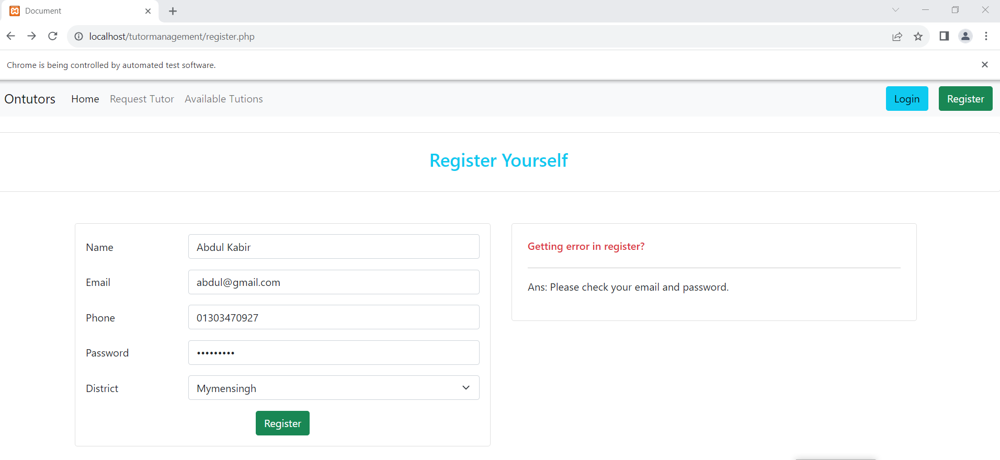 Document
localhost/tutormanagement/register.php
Chrome is being controlled by automated test software.
Ontutors Home Request Tutor Available Tutions Login Register
Register Yourself
Name Abdul Kabir
Email abdul@gmail.com
Phone 01303470927
Password •••••••••
District Mymensingh
Register
Getting error in register?
Ans: Please check your email and password.